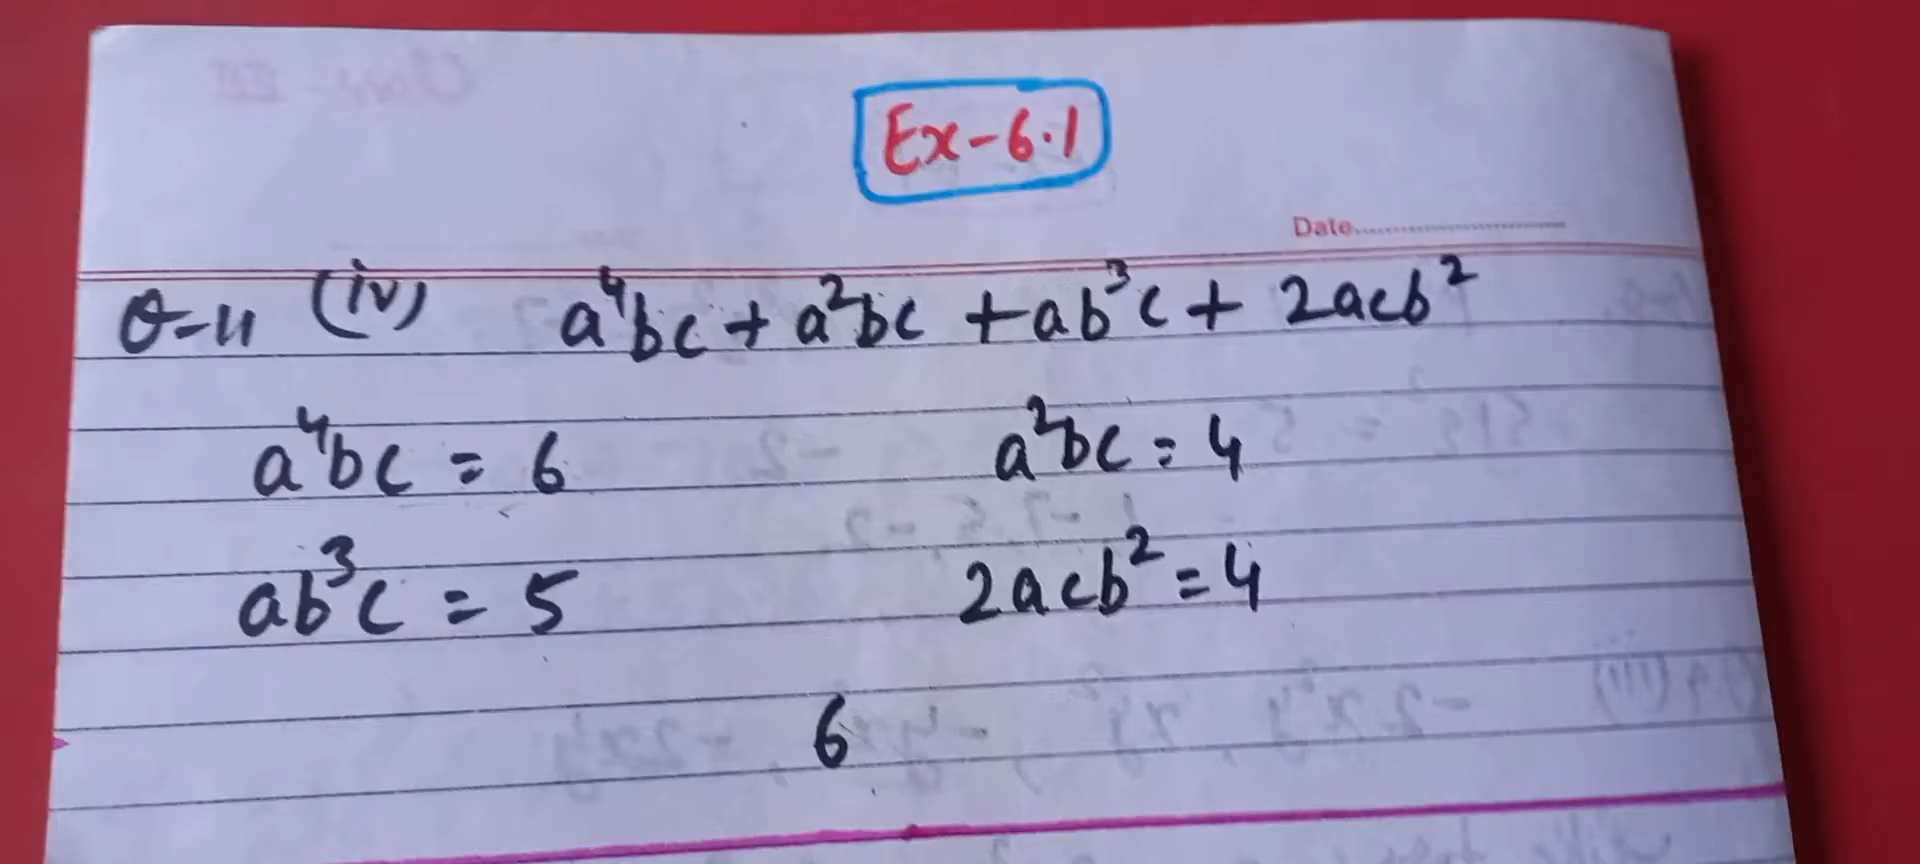 Ex-6.1
Date
Q-11 (iv) a⁴bc + a²bc + ab³c + 2acb²
a⁴bc = 6 a²bc = 4
ab³c = 5 2acb² = 4
6